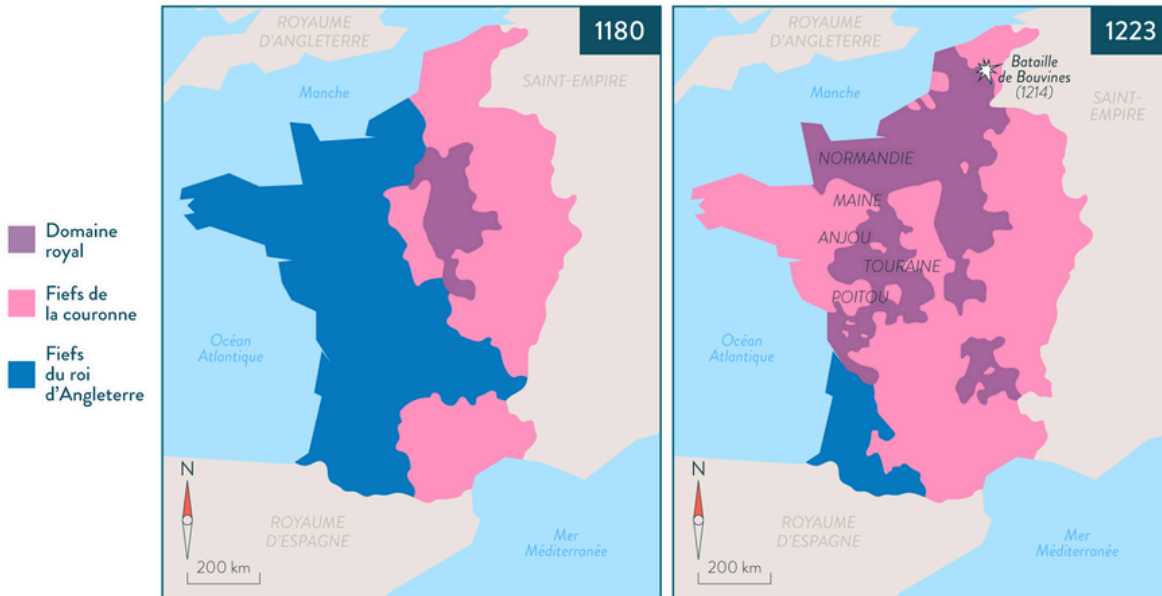 Domaine
royal
Fiefs de
la couronne
Fiefs
du roi
d'Angleterre
1180
ROYAUME
D'ANGLETERRE
SAINT-EMPIRE
Manche
Océan
Atlantique
N
200 km
ROYAUME
D'ESPAGNE
Mer
Méditerranée
1223
ROYAUME
D'ANGLETERRE
Bataille
de Bouvines
(1214)
Manche
SAINT-
EMPIRE
NORMANDIE
MAINE
ANJOU
TOURAINE
POITOU
Océan
Atlantique
N
200 km
ROYAUME
D'ESPAGNE
Mer
Méditerranée